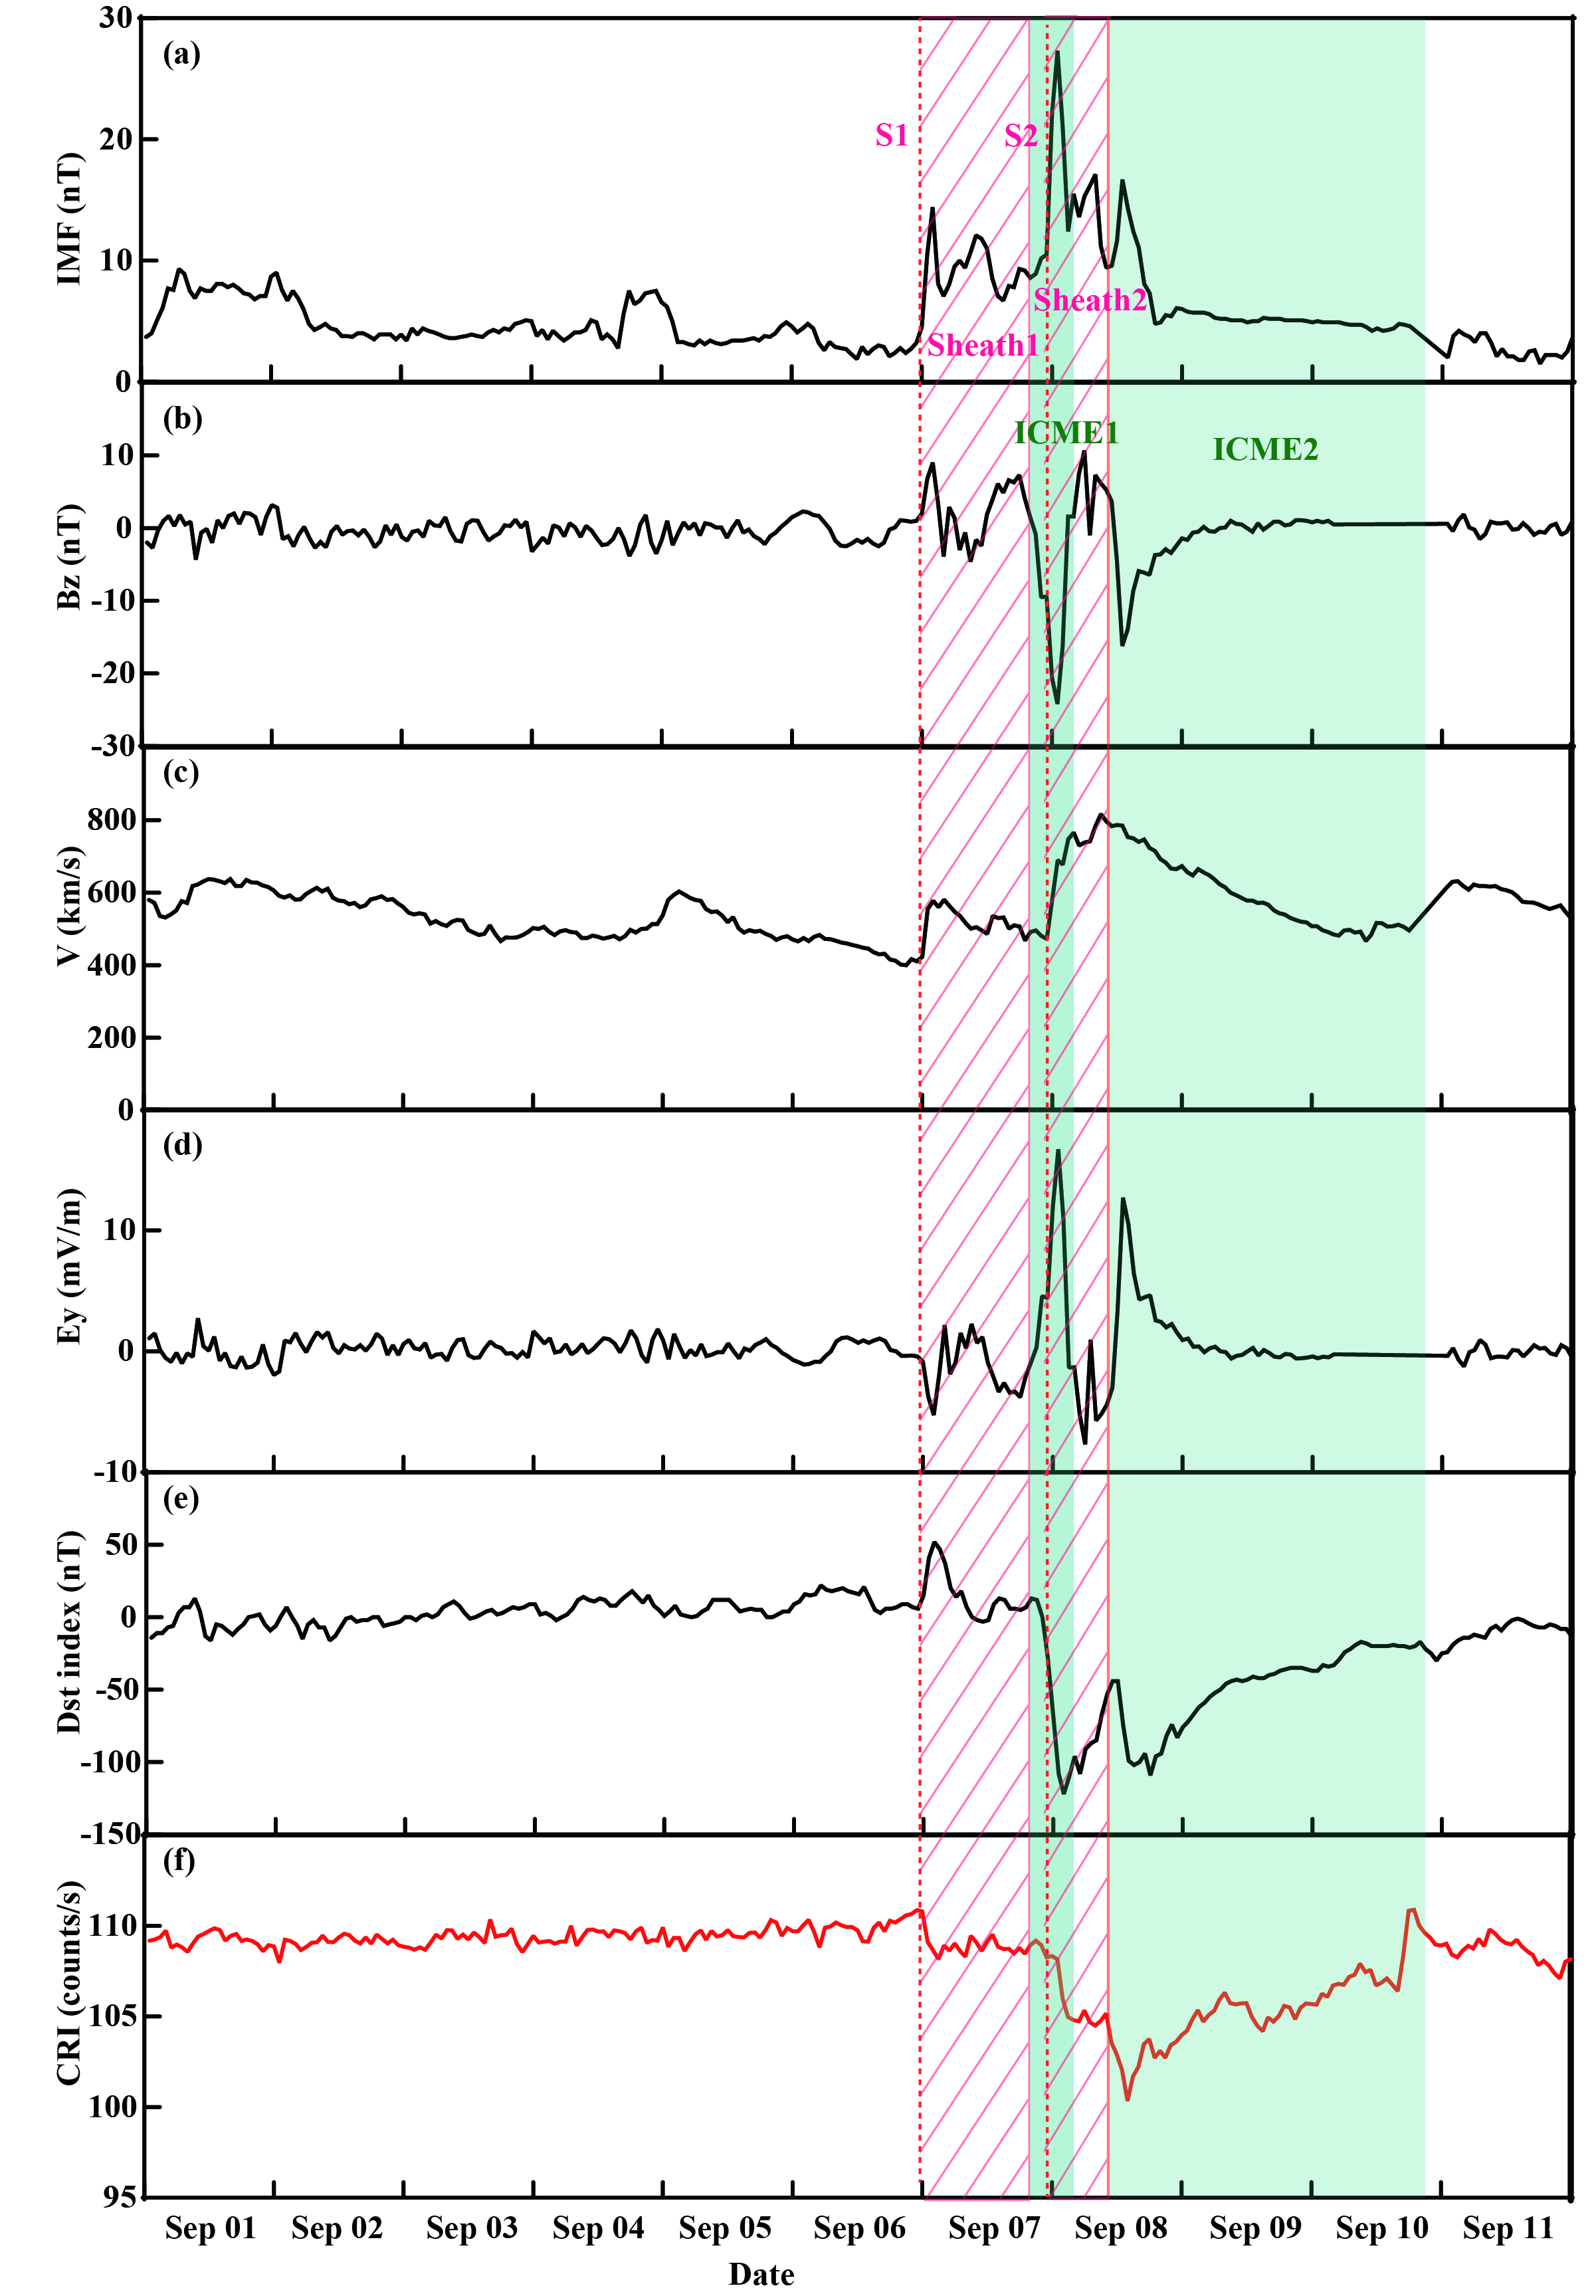 30
(a)
20
S1
S2
IMF (nT)
10
Sheath2
Sheath1
0
(b)
ICME1
10
ICME2
0
Bz (nT)
-10
-20
-30
(c)
800
600
V (km/s)
400
200
0
(d)
10
Ey (mV/m)
0
-10
(e)
50
0
Dst index (nT)
-50
-100
-150
(f)
110
CRI (counts/s)
105
100
95
Sep 01 Sep 02 Sep 03 Sep 04 Sep 05 Sep 06 Sep 07 Sep 08 Sep 09 Sep 10 Sep 11
Date